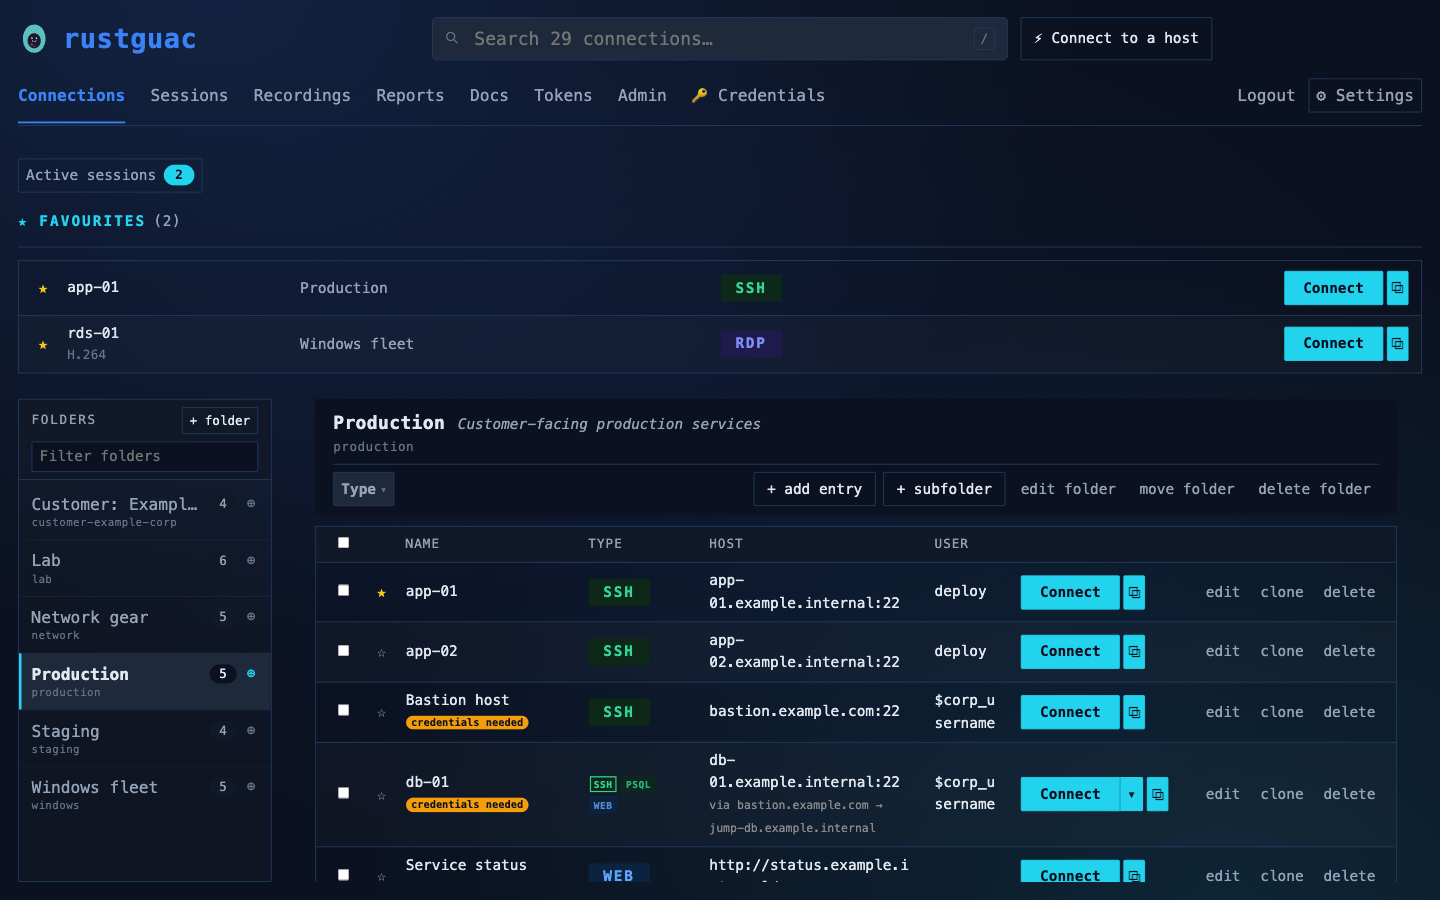 rustguac
Search 29 connections…
/
⚡ Connect to a host
Connections Sessions Recordings Reports Docs Tokens Admin 🔑 Credentials
Logout ⚙ Settings
Active sessions 2
★ FAVOURITES (2)
★ app-01 Production SSH Connect
rds-01
★ Windows fleet RDP Connect
H.264
FOLDERS + folder
Filter folders
Customer: Exampl… 4 ⊕
customer-example-corp
Lab 6 ⊕
lab
Network gear 5 ⊕
network
Production 5 ⊕
production
Staging 4 ⊕
staging
Windows fleet 5 ⊕
windows
Production Customer-facing production services
production
Type ▾ + add entry + subfolder edit folder move folder delete folder
NAME TYPE HOST USER
★ app-01 SSH app-
01.example.internal:22 deploy Connect edit clone delete
☆ app-02 SSH app-
02.example.internal:22 deploy Connect edit clone delete
☆ Bastion host
credentials needed
SSH bastion.example.com:22 $corp_u
sername Connect edit clone delete
☆ db-01
credentials needed
SSH PSQL
WEB
db-
01.example.internal:22
via bastion.example.com →
jump-db.example.internal
$corp_u
sername Connect ▾ edit clone delete
☆ Service status WEB http://status.example.i
Connect edit clone delete